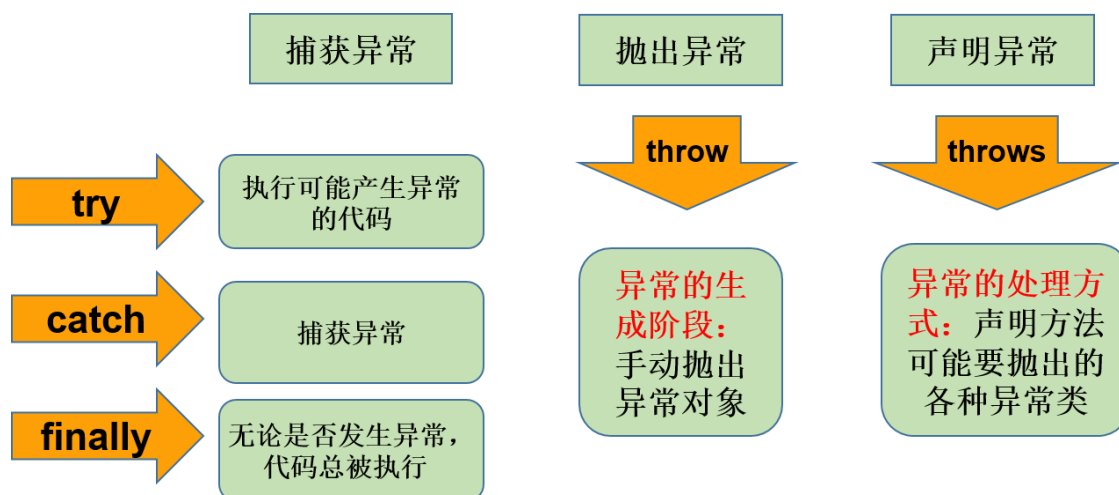 捕获异常
抛出异常
声明异常
try
执行可能产生异常
的代码
catch
捕获异常
finally
无论是否发生异常，
代码总被执行
throw
异常的生
成阶段：
手动抛出
异常对象
throws
异常的处理方
式：声明方法
可能要抛出的
各种异常类